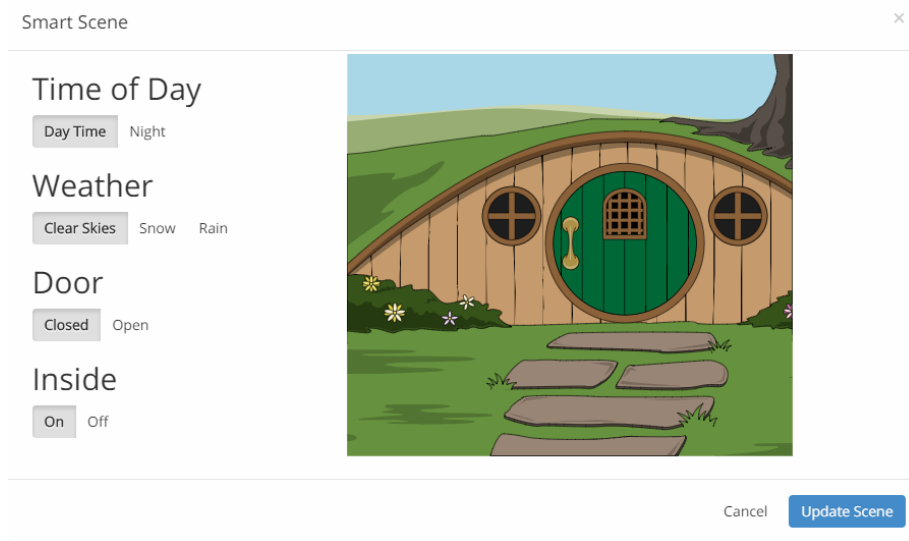 Smart Scene
×
Time of Day
Day Time Night
Weather
Clear Skies Snow Rain
Door
Closed Open
Inside
On Off
Cancel Update Scene